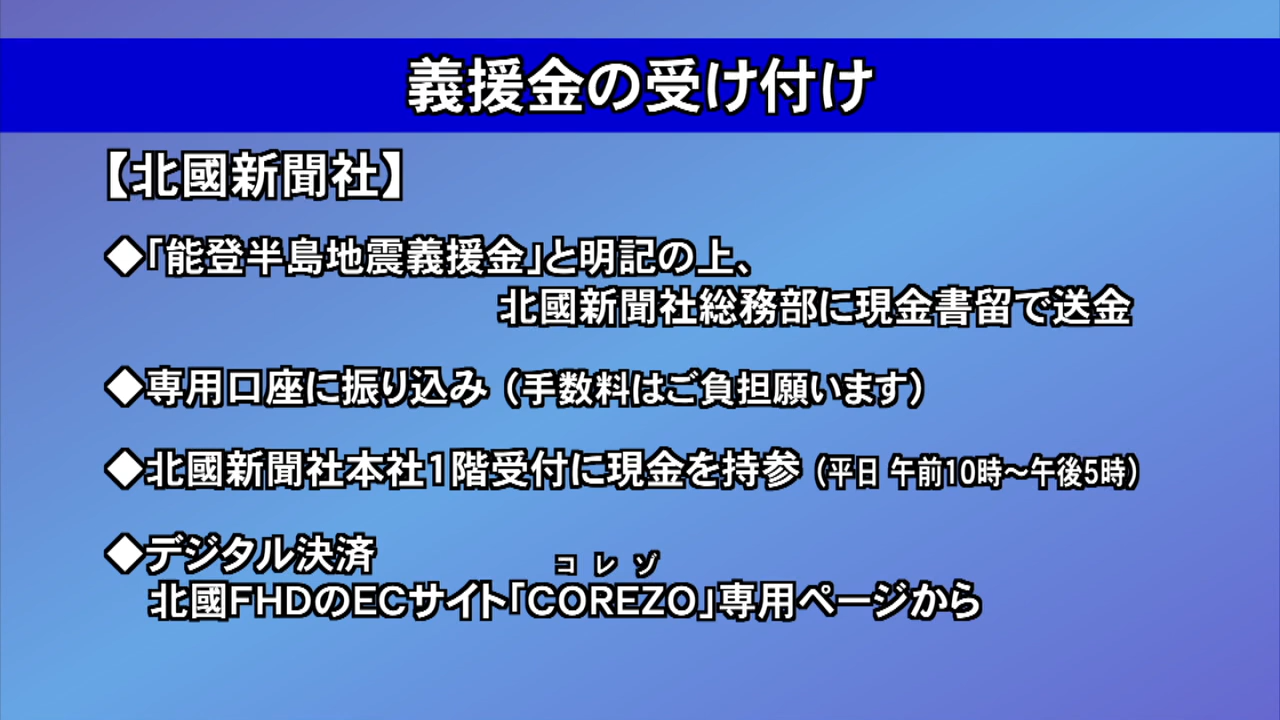 義援金の受け付け
【北國新聞社】
◆「能登半島地震義援金」と明記の上、
北國新聞社総務部に現金書留で送金
◆専用口座に振り込み（手数料はご負担願います）
◆北國新聞社本社1階受付に現金を持参（平日 午前10時～午後5時）
◆デジタル決済
コレゾ
北國FHDのECサイト「COREZO」専用ページから